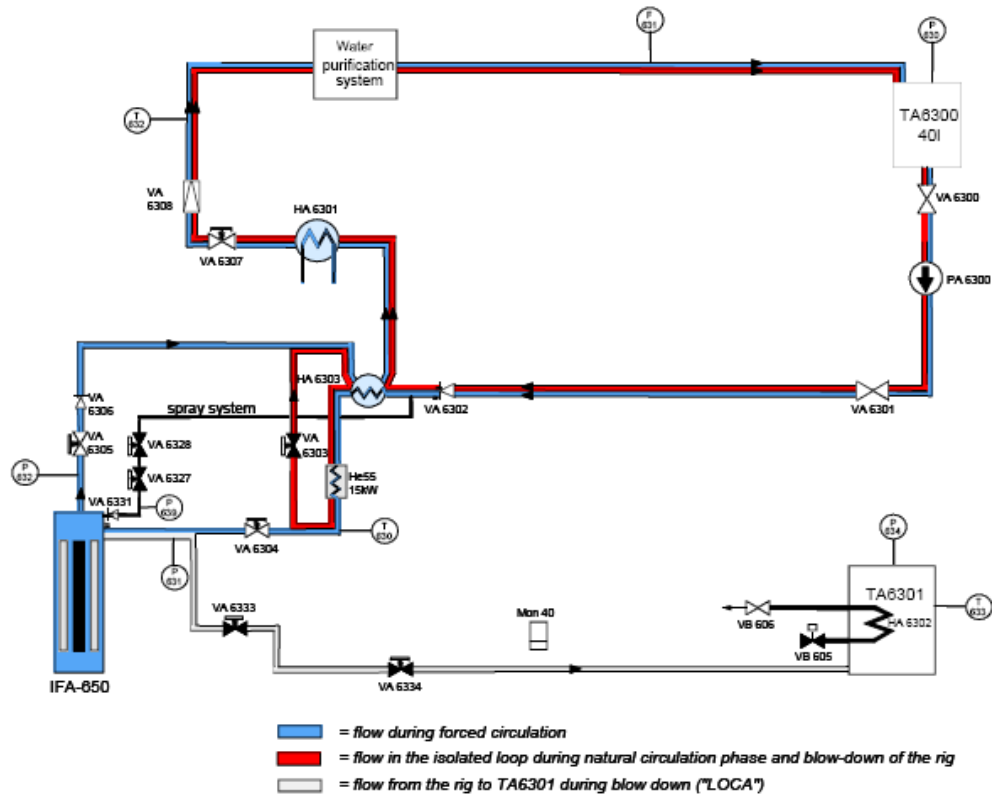 F
631
P
630
Water
purification
system
TA6300
40l
T
632
VA
6308
HA 6301
VA 6300
VA 6307
PA 6300
HA 6303
VA 6302
VA 6301
VA
6306
spray system
VA
6305
VA 6328
VA
6303
He55
15kW
P
632
VA 6327
VA 6331
P
639
T
630
VA 6304
P
631
P
634
TA6301
T
633
HA 6302
VA 6333
Mon 40
VB 606
VB 605
VA 6334
IFA-650
= flow during forced circulation
= flow in the isolated loop during natural circulation phase and blow-down of the rig
= flow from the rig to TA6301 during blow down ("LOCA")